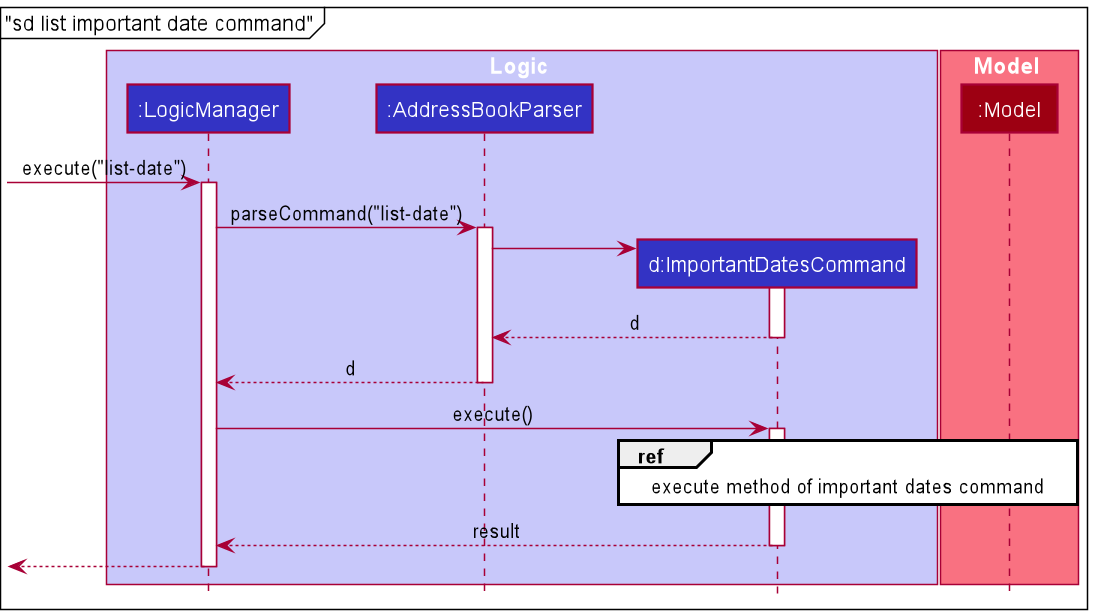 "sd list important date command"
Logic
Model
:LogicManager
:AddressBookParser
:Model
execute("list-date")
parseCommand("list-date")
d:ImportantDatesCommand
d
d
execute()
ref
execute method of important dates command
result